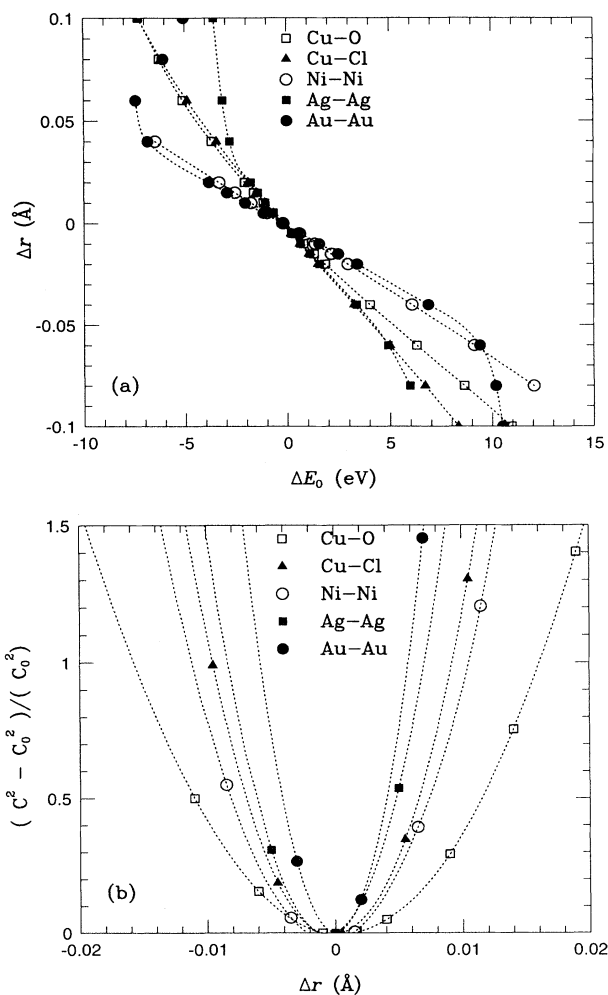 0.1
0.05
0
-0.05
-0.1
Δr (Å)
Cu–O
Cu–Cl
Ni–Ni
Ag–Ag
Au–Au
(a)
-10 -5 0 5 10 15
ΔE₀ (eV)
1.5
1
0.5
0
( C² − C₀² )/( C₀² )
Cu–O
Cu–Cl
Ni–Ni
Ag–Ag
Au–Au
(b)
-0.02 -0.01 0 0.01 0.02
Δr (Å)